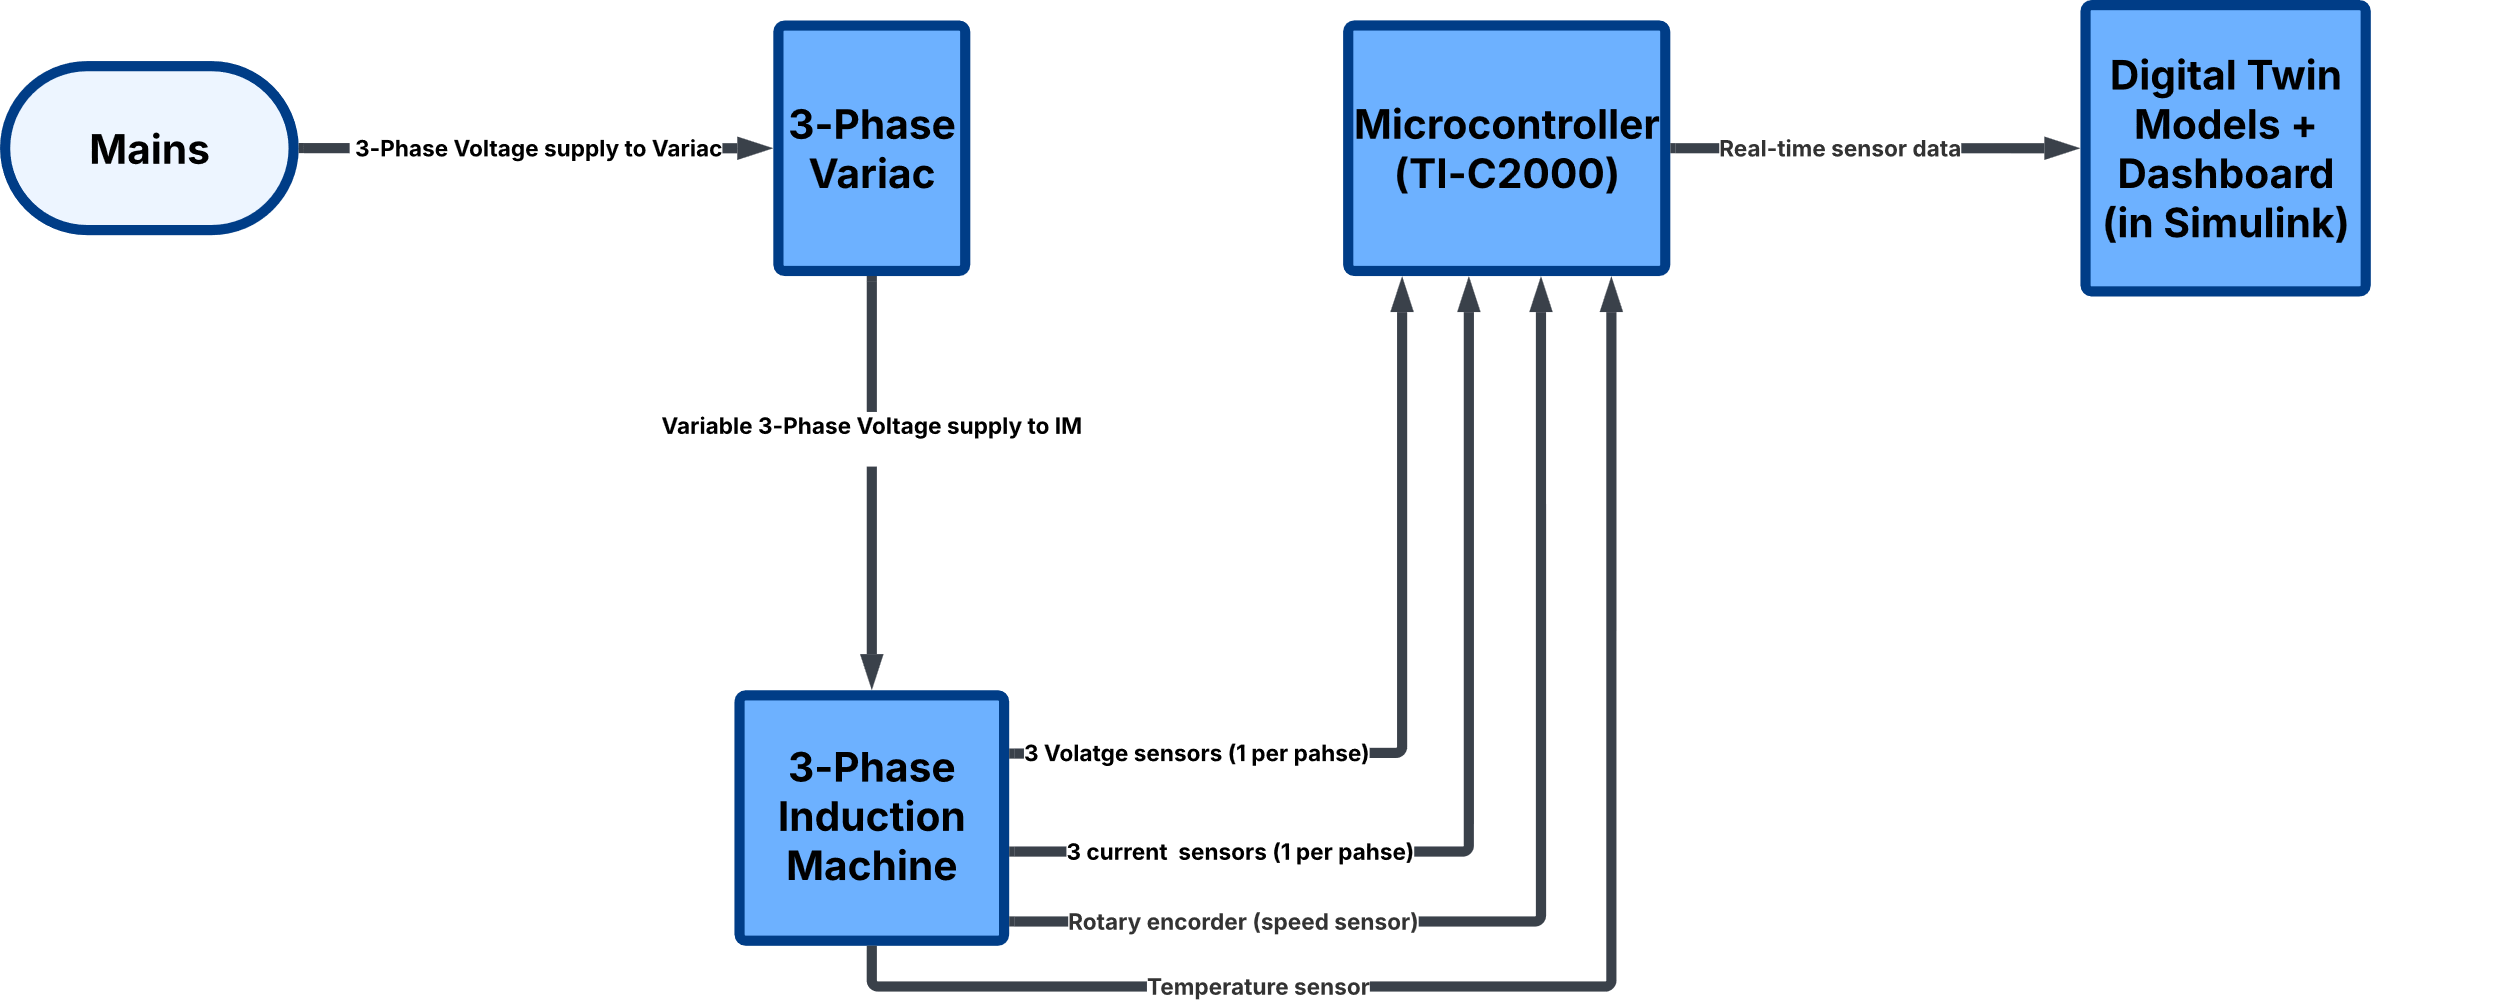 Mains
3-Phase Voltage supply to Variac
3-Phase
Variac
Microcontroller
(TI-C2000)
Real-time sensor data
Digital Twin
Models +
Dashboard
(in Simulink)
Variable 3-Phase Voltage supply to IM
3-Phase
Induction
Machine
3 Volatge sensors (1 per pahse)
3 current  sensors (1 per pahse)
Rotary encorder (speed sensor)
Temperature sensor